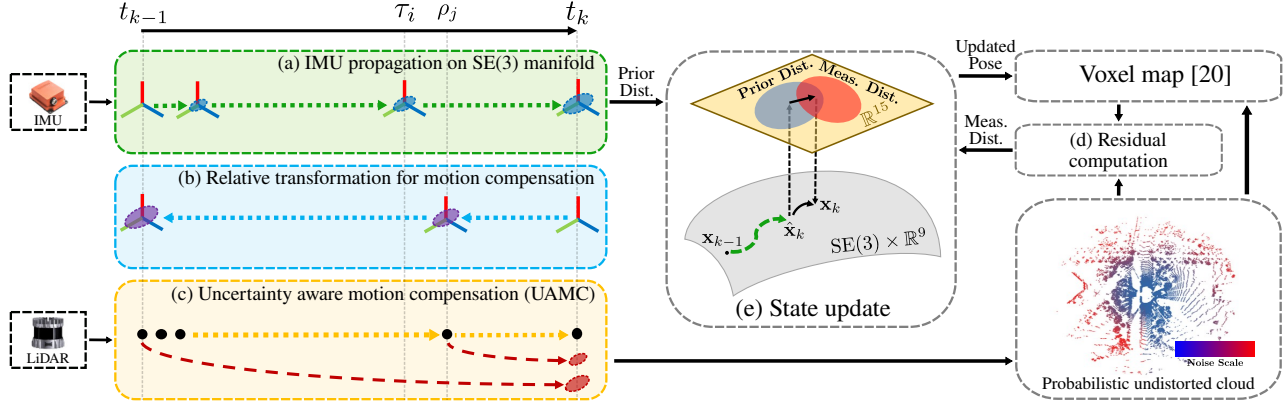 t_{k−1}
τ_i
ρ_j
t_k
(a) IMU propagation on SE(3) manifold
IMU
(b) Relative transformation for motion compensation
(c) Uncertainty aware motion compensation (UAMC)
LiDAR
Prior
Dist.
Prior Dist.
Meas. Dist.
ℝ^{15}
x_{k−1}
x̂_k
x_k
SE(3) × ℝ^9
(e) State update
Updated
Pose
Meas.
Dist.
Voxel map [20]
(d) Residual
computation
Noise Scale
Probabilistic undistorted cloud